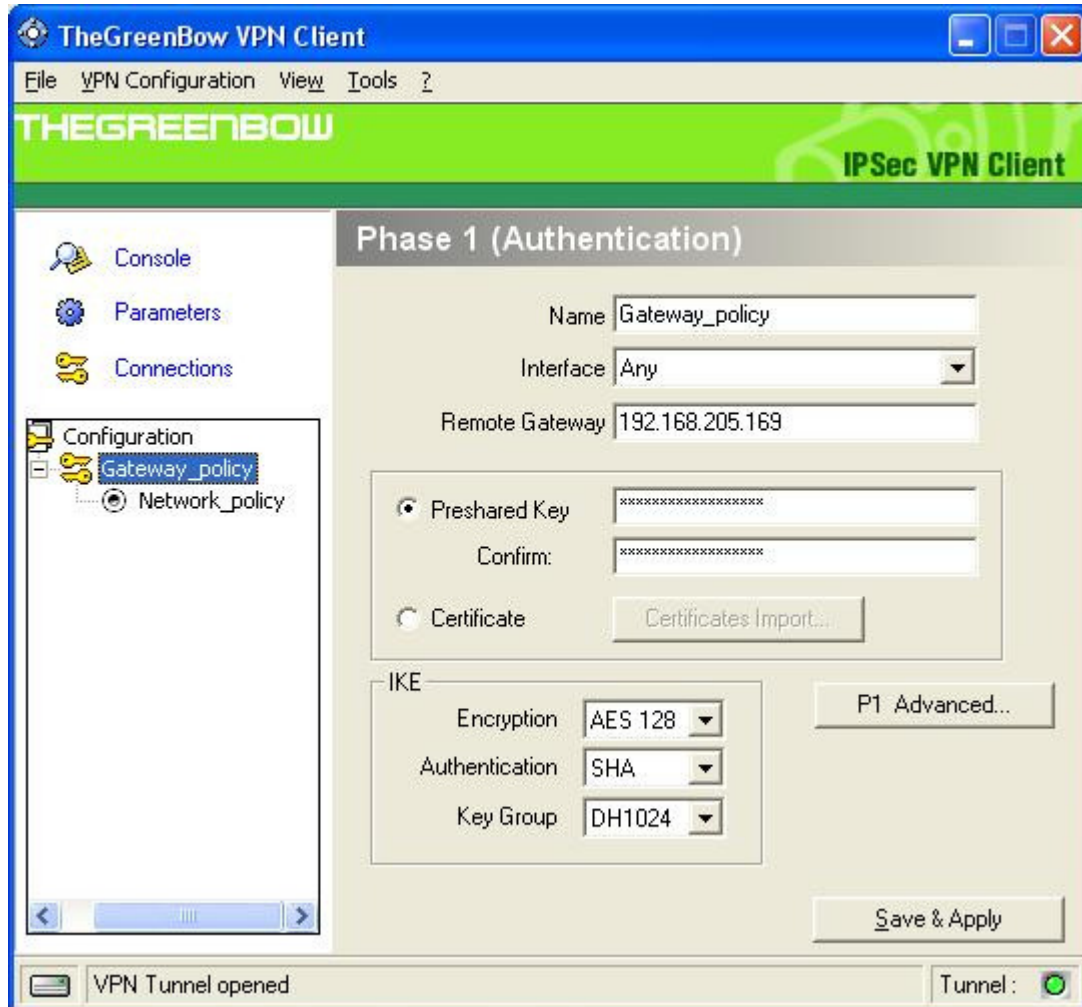 TheGreenBow VPN Client
File VPN Configuration View Tools ?
THEGREENBOW
IPSec VPN Client
Console
Parameters
Connections
Configuration
Gateway_policy
Network_policy
Phase 1 (Authentication)
Name Gateway_policy
Interface Any
Remote Gateway 192.168.205.169
Preshared Key ******************
Confirm: ******************
Certificate Certificates Import...
IKE
Encryption AES 128
Authentication SHA
Key Group DH1024
P1 Advanced...
Save & Apply
VPN Tunnel opened
Tunnel :